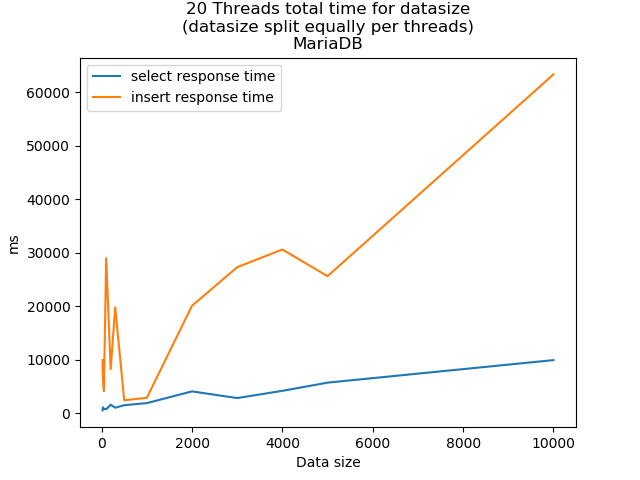 20 Threads total time for datasize
(datasize split equally per threads)
MariaDB
select response time
insert response time
60000
50000
40000
30000
20000
10000
0
ms
0 2000 4000 6000 8000 10000
Data size